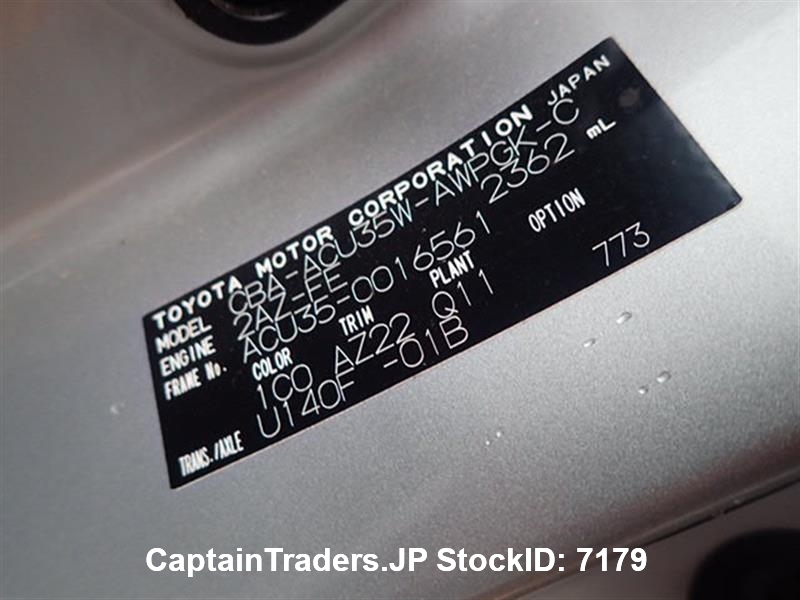 TOYOTA MOTOR CORPORATION JAPAN
MODEL CBA-ACU35W-AWPGK-C
ENGINE 2AZ-FE 2362 mL
FRAME No. ACU35-0016561
COLOR TRIM PLANT OPTION
1C0 AZ22 Q11 773
TRANS./AXLE U140F -01B
CaptainTraders.JP StockID: 7179